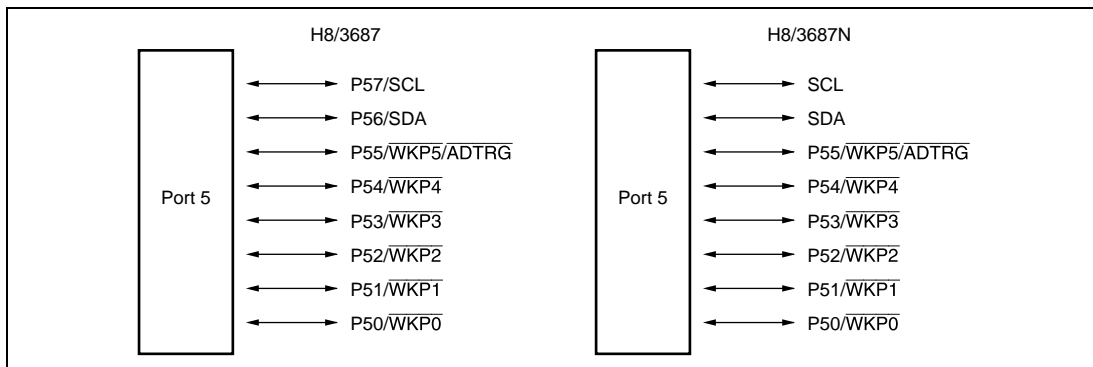 H8/3687
P57/SCL
P56/SDA
P55/WKP5/ADTRG
P54/WKP4
P53/WKP3
P52/WKP2
P51/WKP1
P50/WKP0
Port 5
H8/3687N
SCL
SDA
P55/WKP5/ADTRG
P54/WKP4
P53/WKP3
P52/WKP2
P51/WKP1
P50/WKP0
Port 5